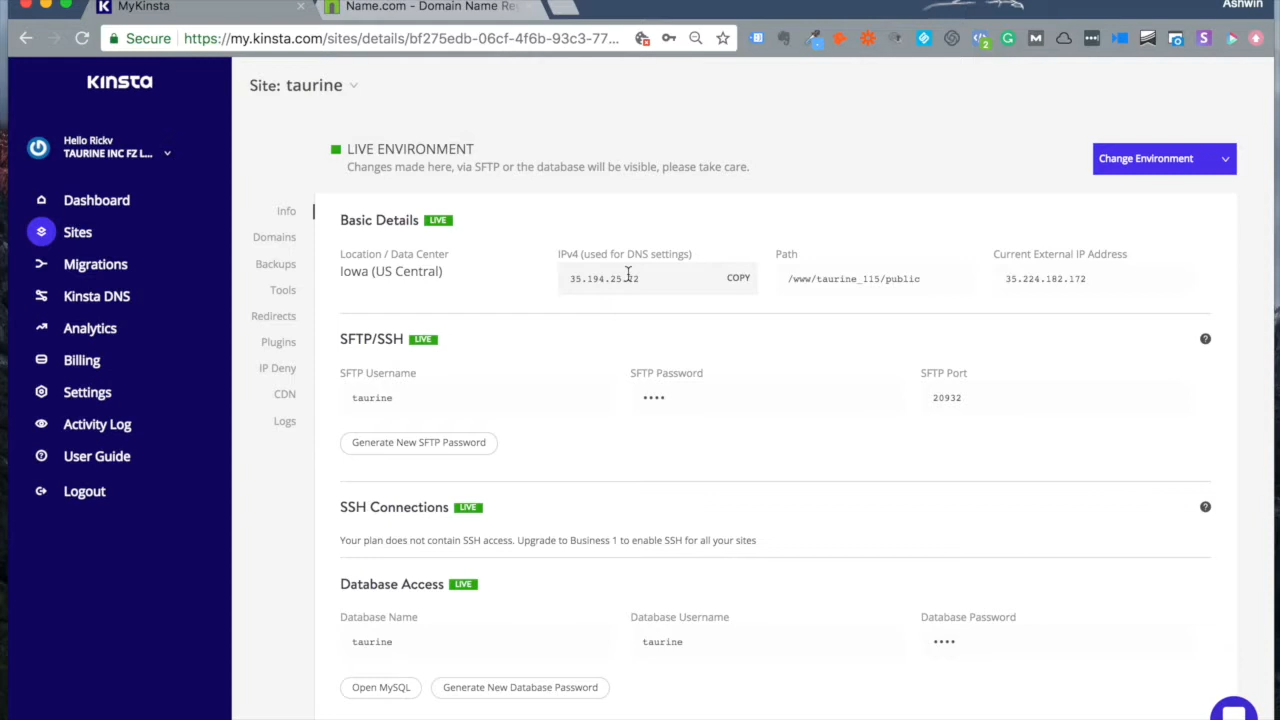 MyKinsta
Name.com - Domain Name Re
Ashwin
Secure
https://my.kinsta.com/sites/details/bf275edb-06cf-4f6b-93c3-77...
KINSTA
Site: taurine
Hello Ricky
TAURINE INC FZ L...
LIVE ENVIRONMENT
Changes made here, via SFTP or the database will be visible, please take care.
Change Environment
Dashboard
Sites
Migrations
Kinsta DNS
Analytics
Billing
Settings
Activity Log
User Guide
Logout
Info
Domains
Backups
Tools
Redirects
Plugins
IP Deny
CDN
Logs
Basic Details LIVE
Location / Data Center
Iowa (US Central)
IPv4 (used for DNS settings)
COPY
Path
/www/taurine_115/public
Current External IP Address
35.224.182.172
SFTP/SSH LIVE
SFTP Username
taurine
SFTP Password
••••
SFTP Port
20932
Generate New SFTP Password
SSH Connections LIVE
Your plan does not contain SSH access. Upgrade to Business 1 to enable SSH for all your sites
Database Access LIVE
Database Name
taurine
Database Username
taurine
Database Password
••••
Open MySQL
Generate New Database Password